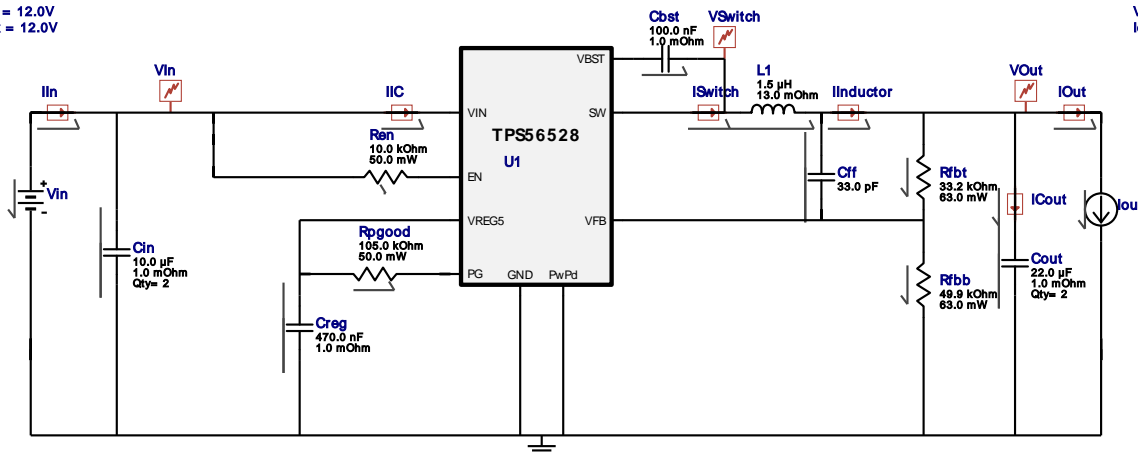 = 12.0V
= 12.0V
Cbst
100.0 nF
1.0 mOhm
VSwitch
VBST
VIn
IIn
IIC
VIN
SW
ISwitch
L1
1.5 µH
13.0 mOhm
IInductor
VOut
IOut
TPS56528
U1
Ren
10.0 kOhm
50.0 mW
EN
Cff
33.0 pF
Rfbt
33.2 kOhm
63.0 mW
+
Vin
-
ICout
VREG5
VFB
Rpgood
105.0 kOhm
50.0 mW
PG
GND
PwPd
Cin
10.0 µF
1.0 mOhm
Qty= 2
Cout
22.0 µF
1.0 mOhm
Qty= 2
Rfbb
49.9 kOhm
63.0 mW
Creg
470.0 nF
1.0 mOhm